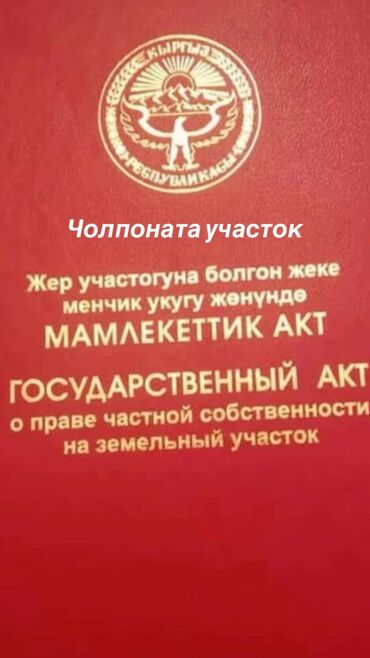 КЫРГЫЗ
РЕСПУБЛИКАСЫ
Чолпоната участок
Жер участогуна болгон жеке
менчик укугу жөнүндө
МАМЛЕКЕТТИК АКТ
ГОСУДАРСТВЕННЫЙ АКТ
о праве частной собственности
на земельный участок